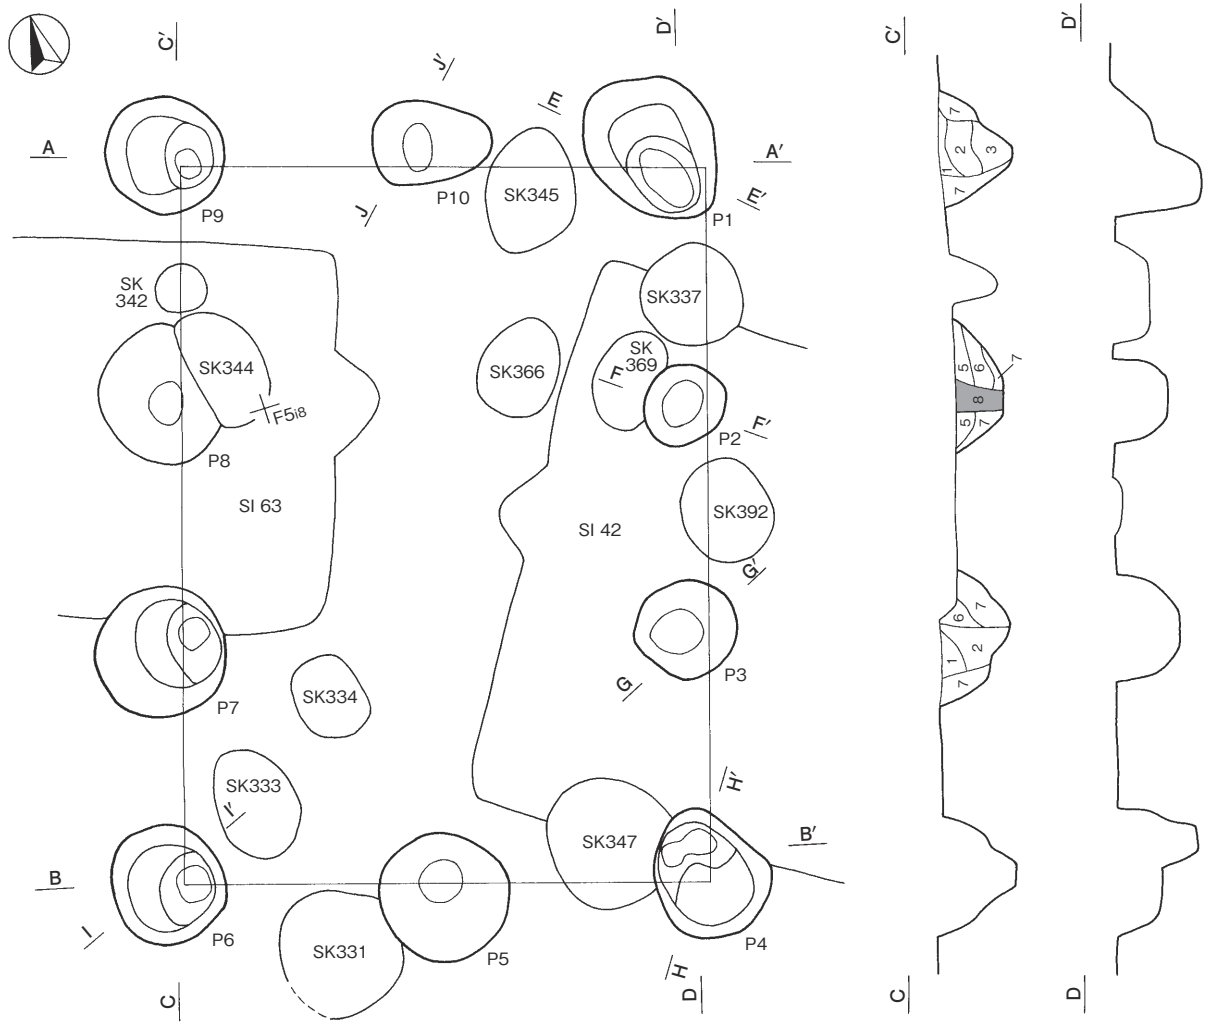 C′
D′
C′
D′
J′
E
A
A′
E′
P9
J
P10
SK345
P1
SK
342
SK337
SK344
SK366
SK
369
F
F5i8
F′
P2
P8
SI 63
SI 42
SK392
G′
G
P3
P7
SK334
SK333
I′
H′
SK347
B′
B
I
P6
SK331
P5
P4
H
C
D
C
D
7
1
2
3
7
5
6
7
8
5
7
6
7
1
2
7